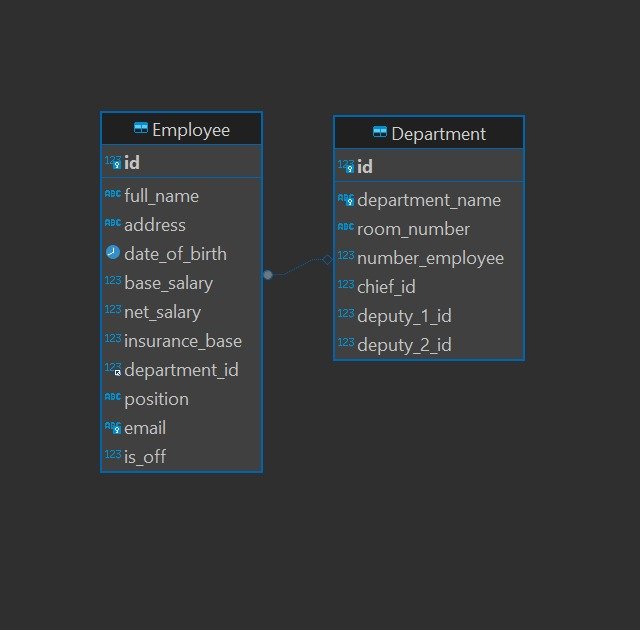 Employee
123 id
ABC full_name
ABC address
date_of_birth
123 base_salary
123 net_salary
123 insurance_base
123 department_id
ABC position
ABC email
123 is_off
Department
123 id
ABC department_name
ABC room_number
123 number_employee
123 chief_id
123 deputy_1_id
123 deputy_2_id